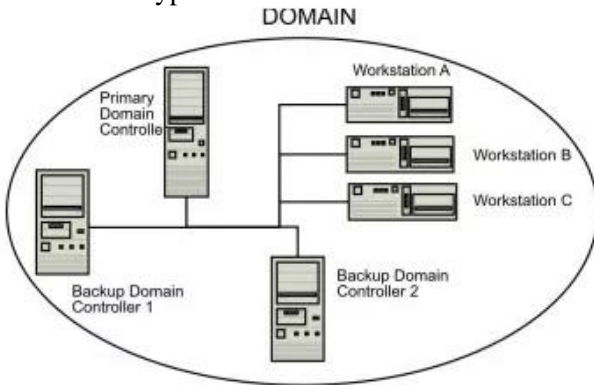 DOMAIN
Workstation A
Primary
Domain
Controlle
Workstation B
Workstation C
Backup Domain
Controller 2
Backup Domain
Controller 1